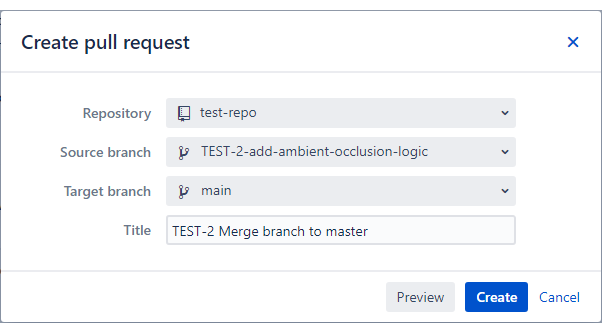 Create pull request
Repository test-repo
Source branch TEST-2-add-ambient-occlusion-logic
Target branch main
Title TEST-2 Merge branch to master
Preview Create Cancel